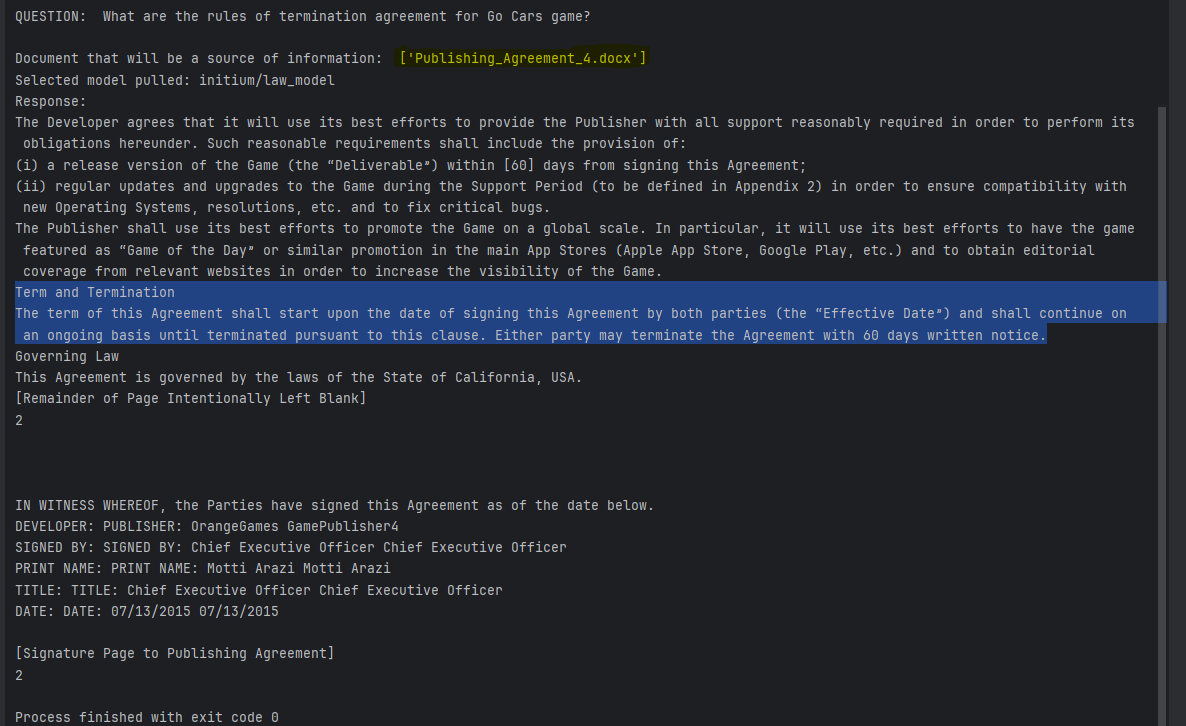 QUESTION:  What are the rules of termination agreement for Go Cars game?
Document that will be a source of information:  ['Publishing_Agreement_4.docx']
Selected model pulled: initium/law_model
Response:
The Developer agrees that it will use its best efforts to provide the Publisher with all support reasonably required in order to perform its
obligations hereunder. Such reasonable requirements shall include the provision of:
(i) a release version of the Game (the “Deliverable”) within [60] days from signing this Agreement;
(ii) regular updates and upgrades to the Game during the Support Period (to be defined in Appendix 2) in order to ensure compatibility with
new Operating Systems, resolutions, etc. and to fix critical bugs.
The Publisher shall use its best efforts to promote the Game on a global scale. In particular, it will use its best efforts to have the game
featured as “Game of the Day” or similar promotion in the main App Stores (Apple App Store, Google Play, etc.) and to obtain editorial
coverage from relevant websites in order to increase the visibility of the Game.
Term and Termination
The term of this Agreement shall start upon the date of signing this Agreement by both parties (the “Effective Date”) and shall continue on
an ongoing basis until terminated pursuant to this clause. Either party may terminate the Agreement with 60 days written notice.
Governing Law
This Agreement is governed by the laws of the State of California, USA.
[Remainder of Page Intentionally Left Blank]
2
IN WITNESS WHEREOF, the Parties have signed this Agreement as of the date below.
DEVELOPER: PUBLISHER: OrangeGames GamePublisher4
SIGNED BY: SIGNED BY: Chief Executive Officer Chief Executive Officer
PRINT NAME: PRINT NAME: Motti Arazi Motti Arazi
TITLE: TITLE: Chief Executive Officer Chief Executive Officer
DATE: DATE: 07/13/2015 07/13/2015
[Signature Page to Publishing Agreement]
2
Process finished with exit code 0